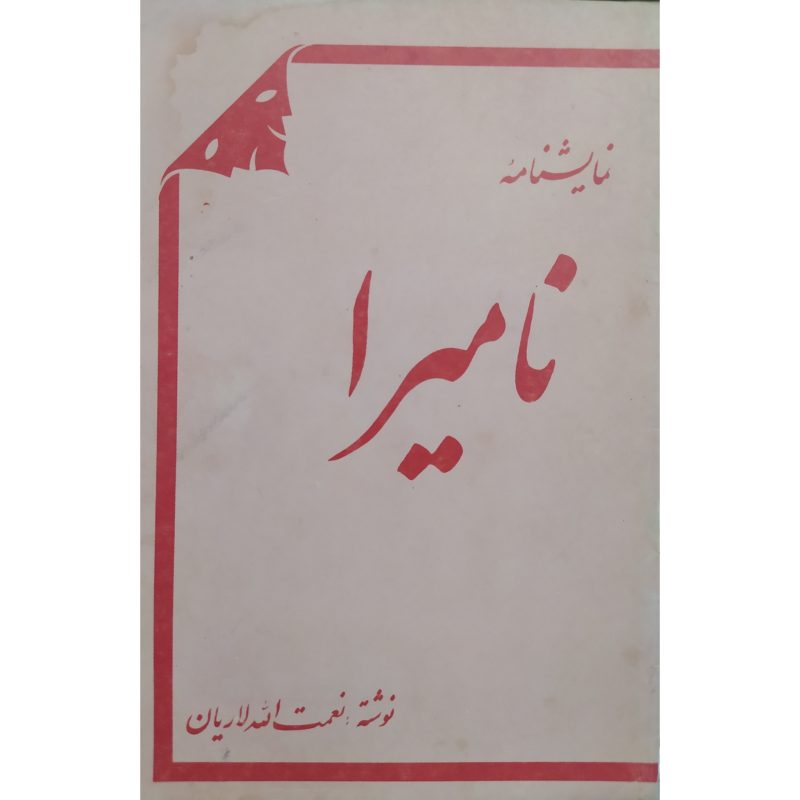 نمایشنامهٔ
نامیرا
نوشتهٔ: نعمت الله لاریان